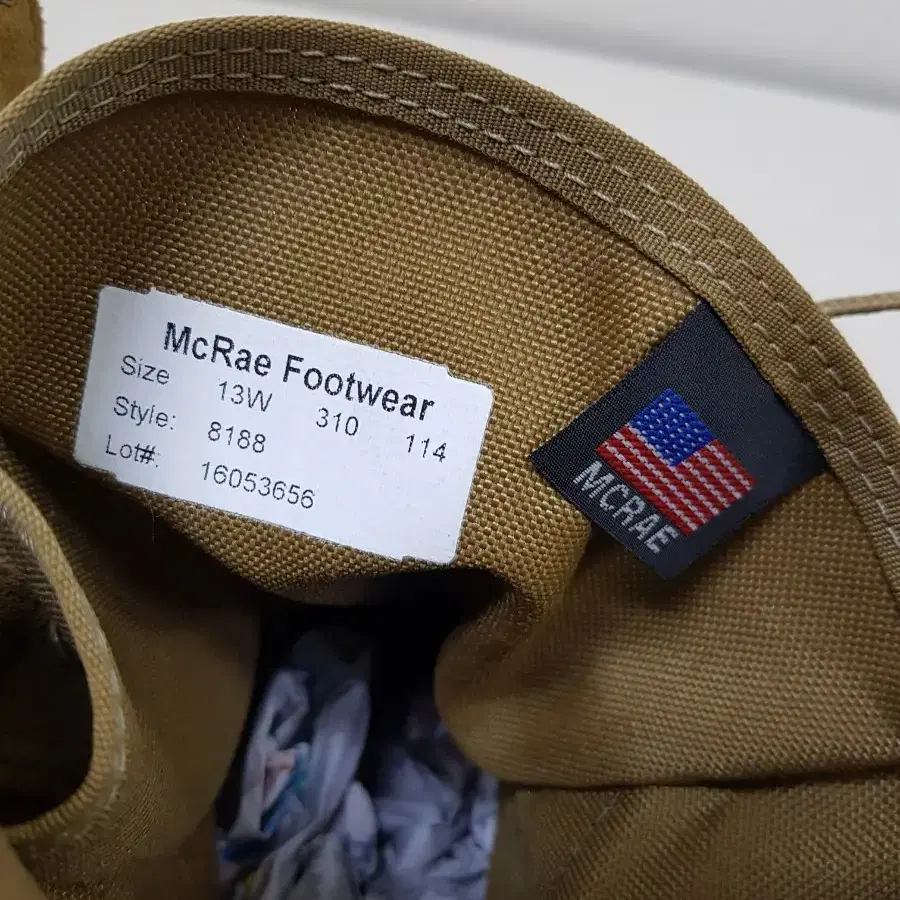 McRae Footwear
Size 13W 310 114
Style: 8188
Lot#: 16053656
MCRAE